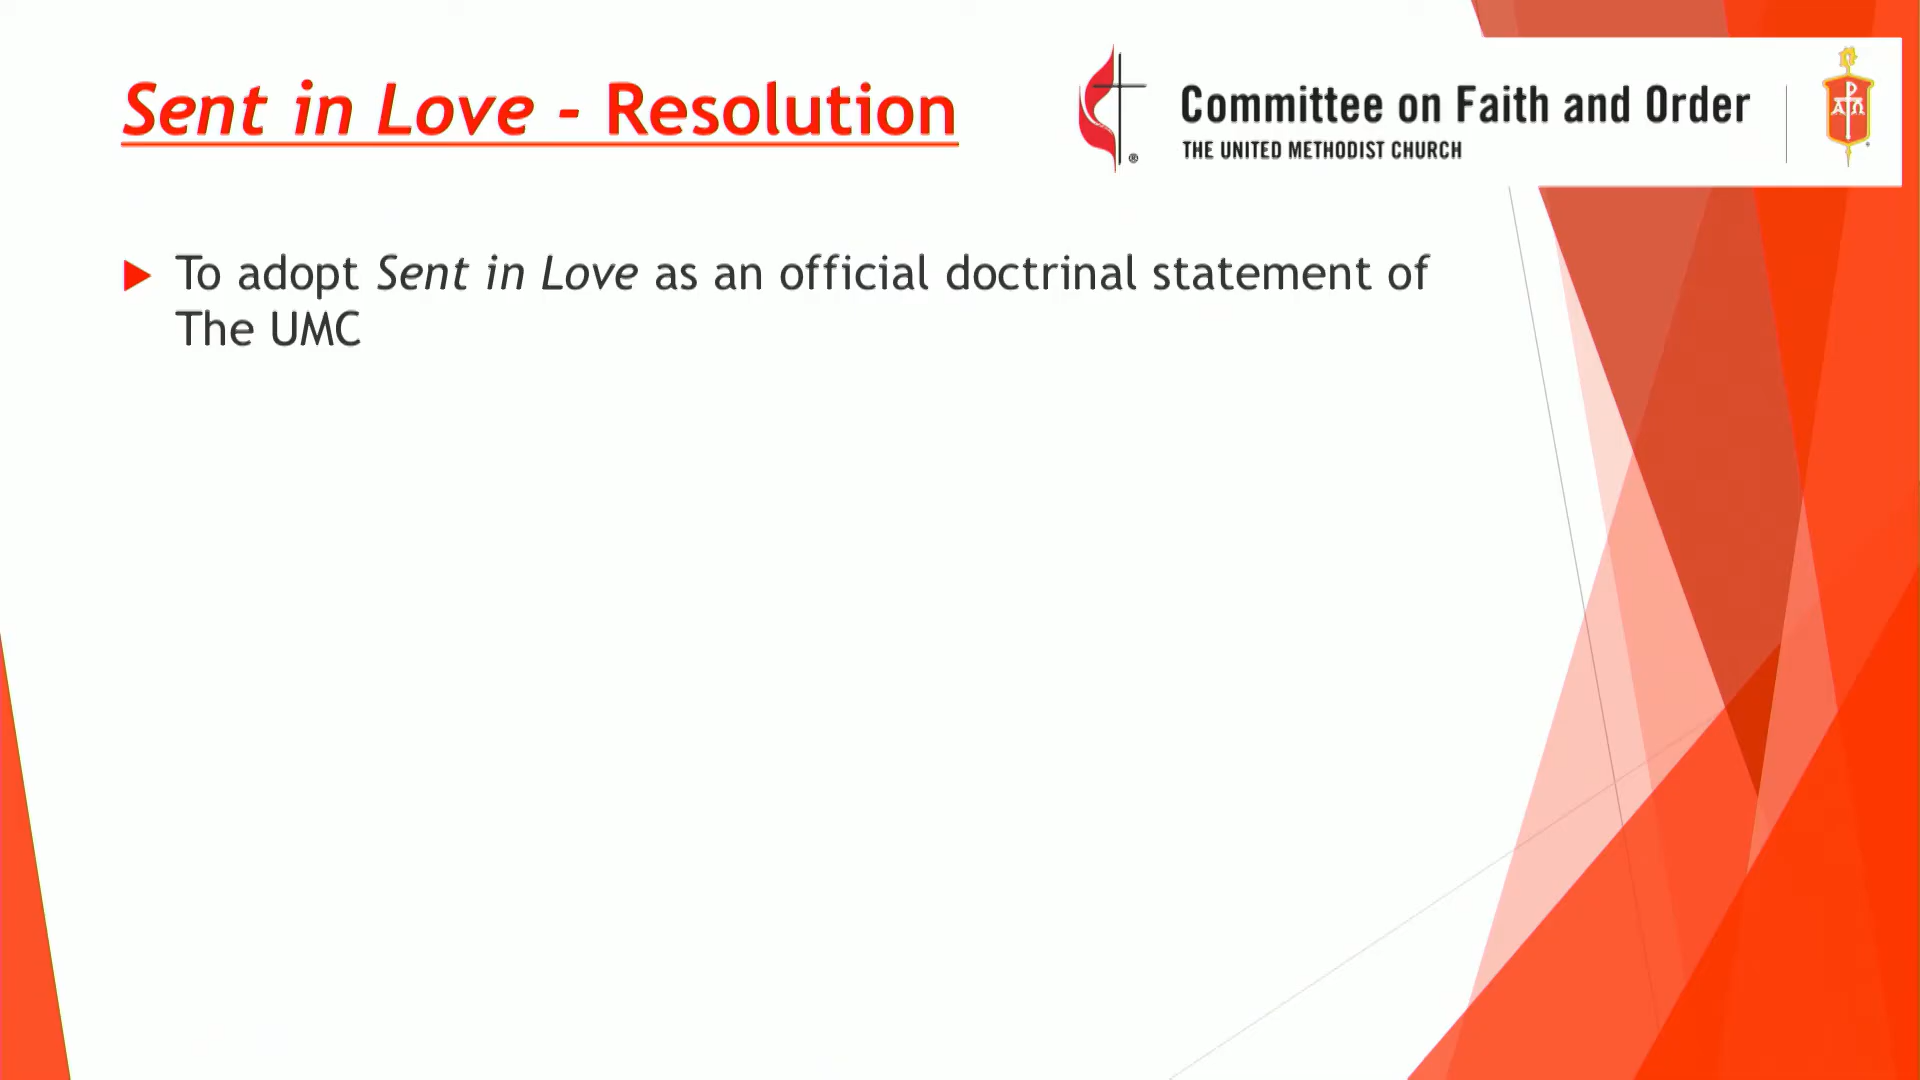 Sent in Love - Resolution
Committee on Faith and Order
THE UNITED METHODIST CHURCH
To adopt Sent in Love as an official doctrinal statement of
The UMC